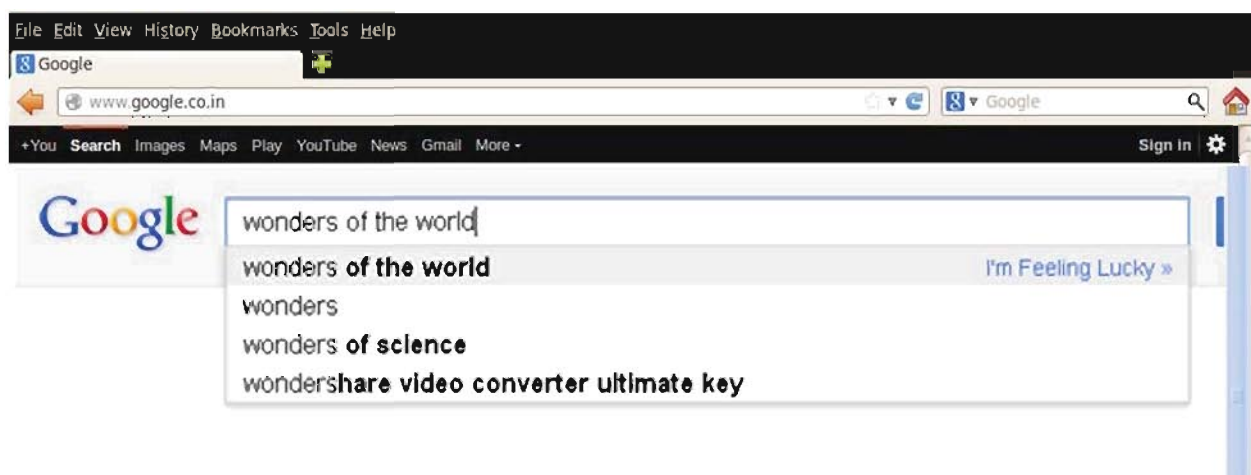 File Edit View History Bookmarks Tools Help
Google
www.google.co.in Google
+You Search Images Maps Play YouTube News Gmail More Sign in
Google wonders of the world
wonders of the world I'm Feeling Lucky »
wonders
wonders of science
wondershare video converter ultimate key